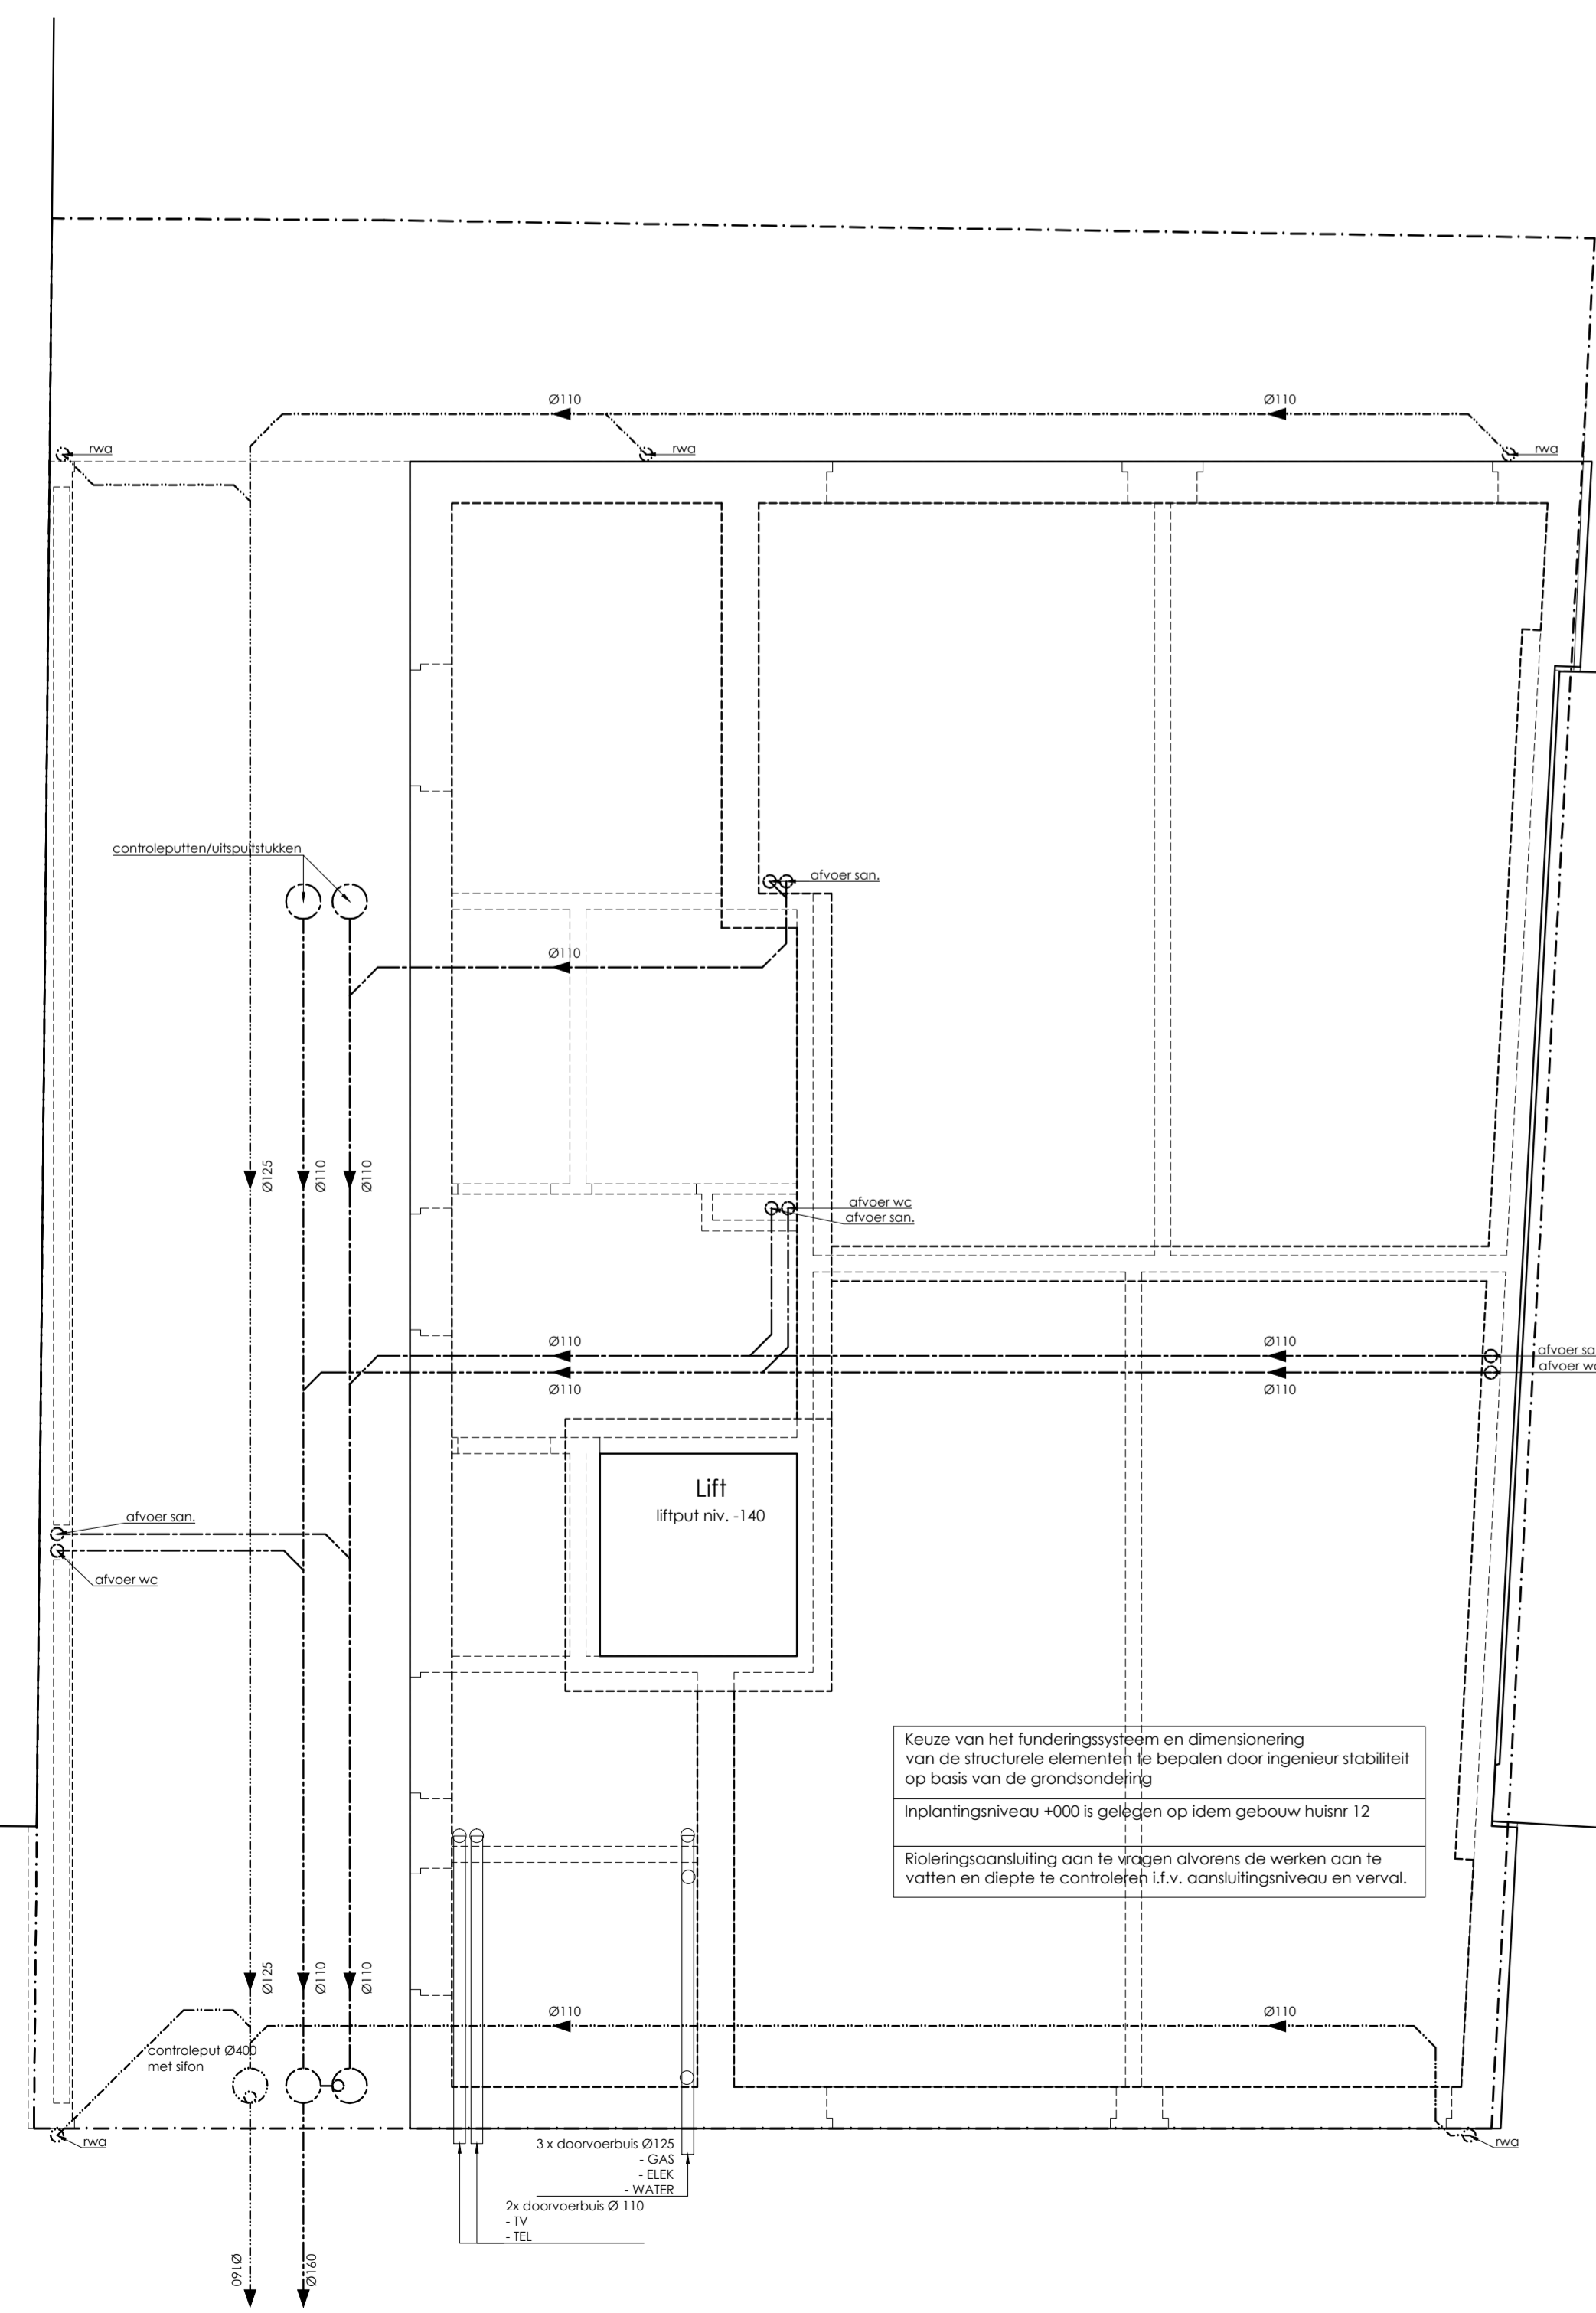 Ø110
Ø110
rwa
rwa
rwa
controleputten/uitspuitstukken
afvoer san.
Ø110
Ø125
Ø110
Ø110
afvoer wc
afvoer san.
Ø110
Ø110
afvoer sa
afvoer w
Ø110
Ø110
Lift
liftput niv. -140
afvoer san.
afvoer wc
Keuze van het funderingssysteem en dimensionering
van de structurele elementen te bepalen door ingenieur stabiliteit
op basis van de grondsondering
Inplantingsniveau +000 is gelegen op idem gebouw huisnr 12
Rioleringsaansluiting aan te vragen alvorens de werken aan te
vatten en diepte te controleren i.f.v. aansluitingsniveau en verval.
Ø125
Ø110
Ø110
Ø110
Ø110
controleput Ø400
met sifon
rwa
rwa
3 x doorvoerbuis Ø125
- GAS
- ELEK
- WATER
2x doorvoerbuis Ø 110
- TV
- TEL
Ø160
Ø160